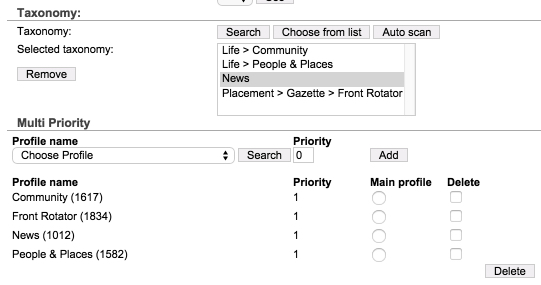 Taxonomy:
Taxonomy: Search Choose from list Auto scan
Selected taxonomy: Life > Community
Life > People & Places
Remove News
Placement > Gazette > Front Rotator
Multi Priority
Profile name Priority
Choose Profile Search 0 Add
Profile name Priority Main profile Delete
Community (1617) 1
Front Rotator (1834) 1
News (1012) 1
People & Places (1582) 1
Delete